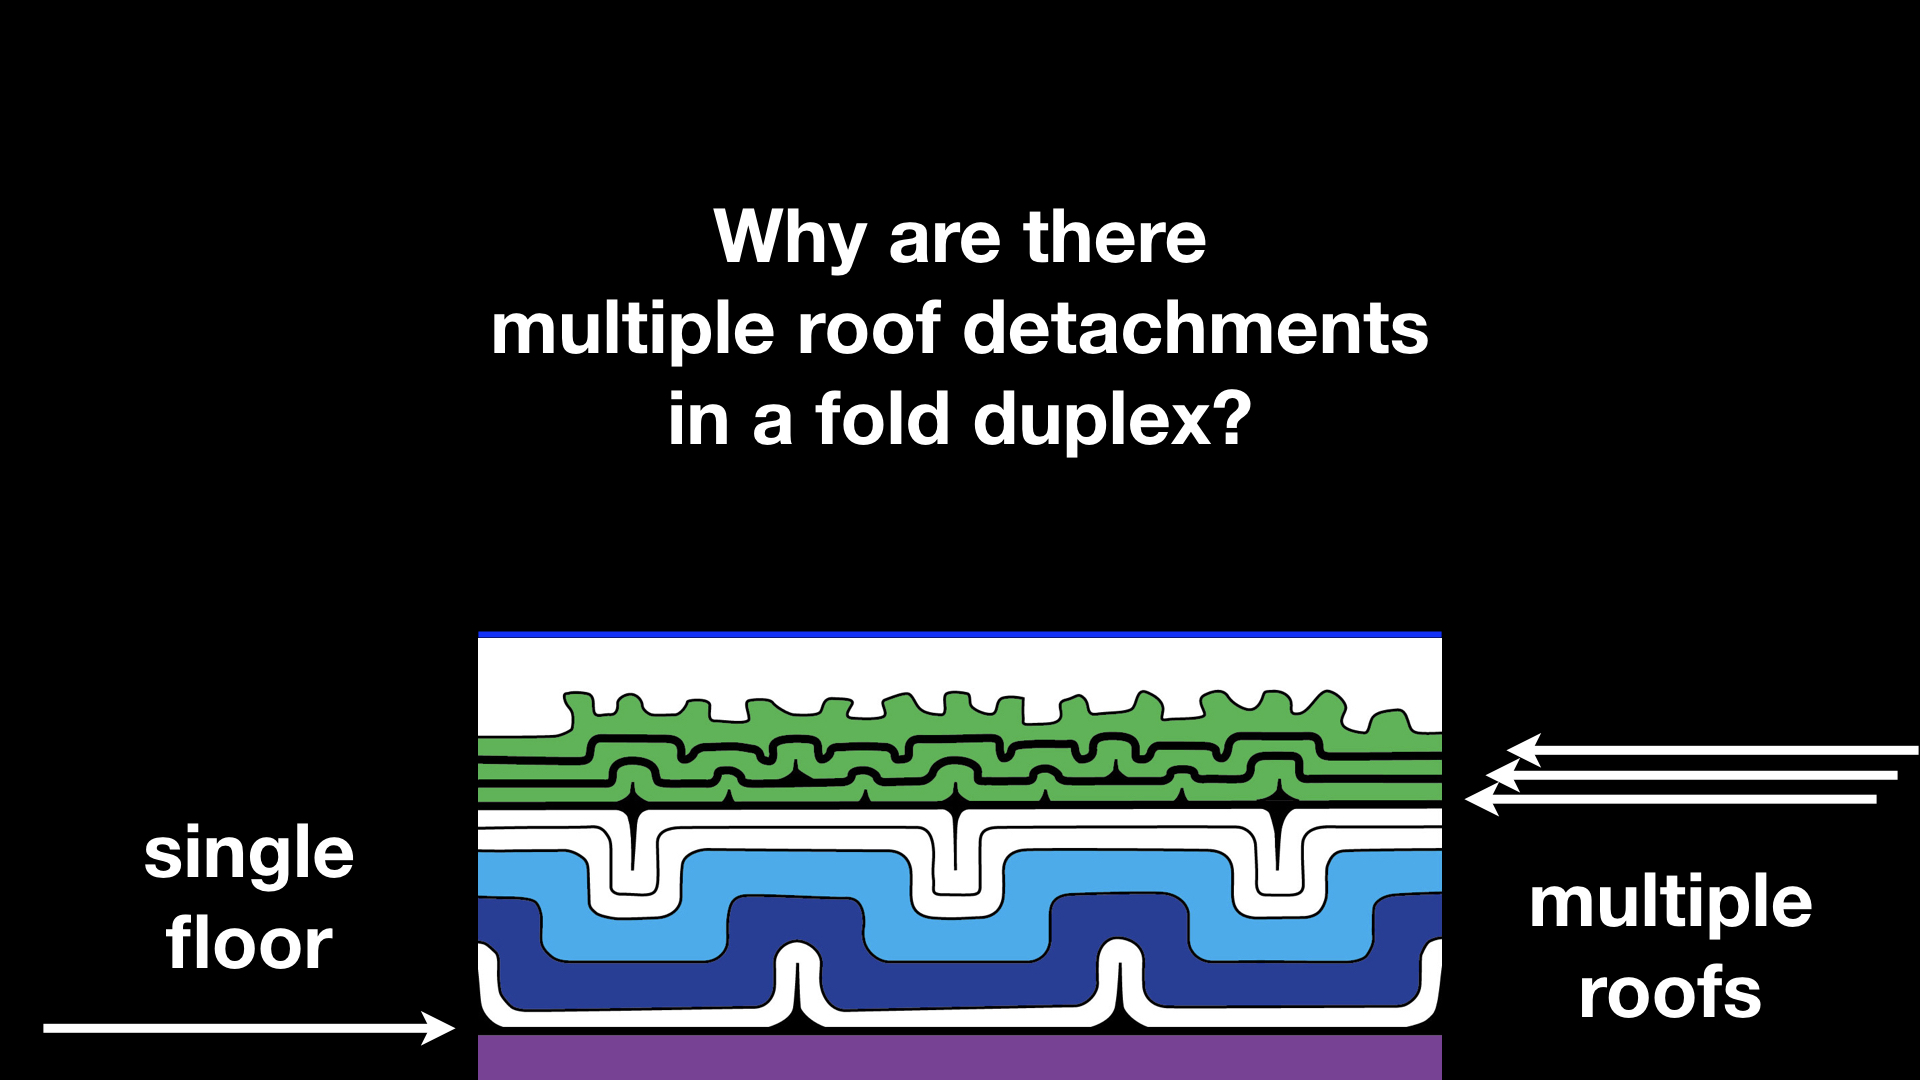 Why are there
multiple roof detachments
in a fold duplex?
single
floor
multiple
roofs